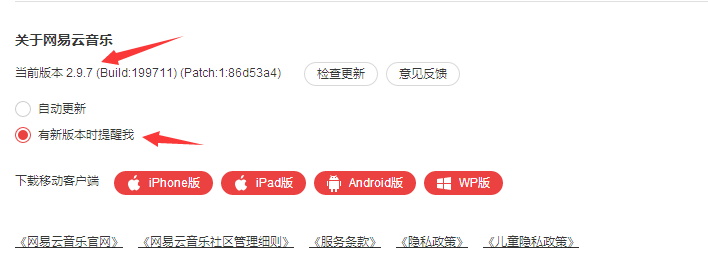 关于网易云音乐
当前版本 2.9.7 (Build:199711) (Patch:1:86d53a4) 检查更新 意见反馈
自动更新
有新版本时提醒我
下载移动客户端 iPhone版 iPad版 Android版 WP版
《网易云音乐官网》 《网易云音乐社区管理细则》 《服务条款》 《隐私政策》 《儿童隐私政策》